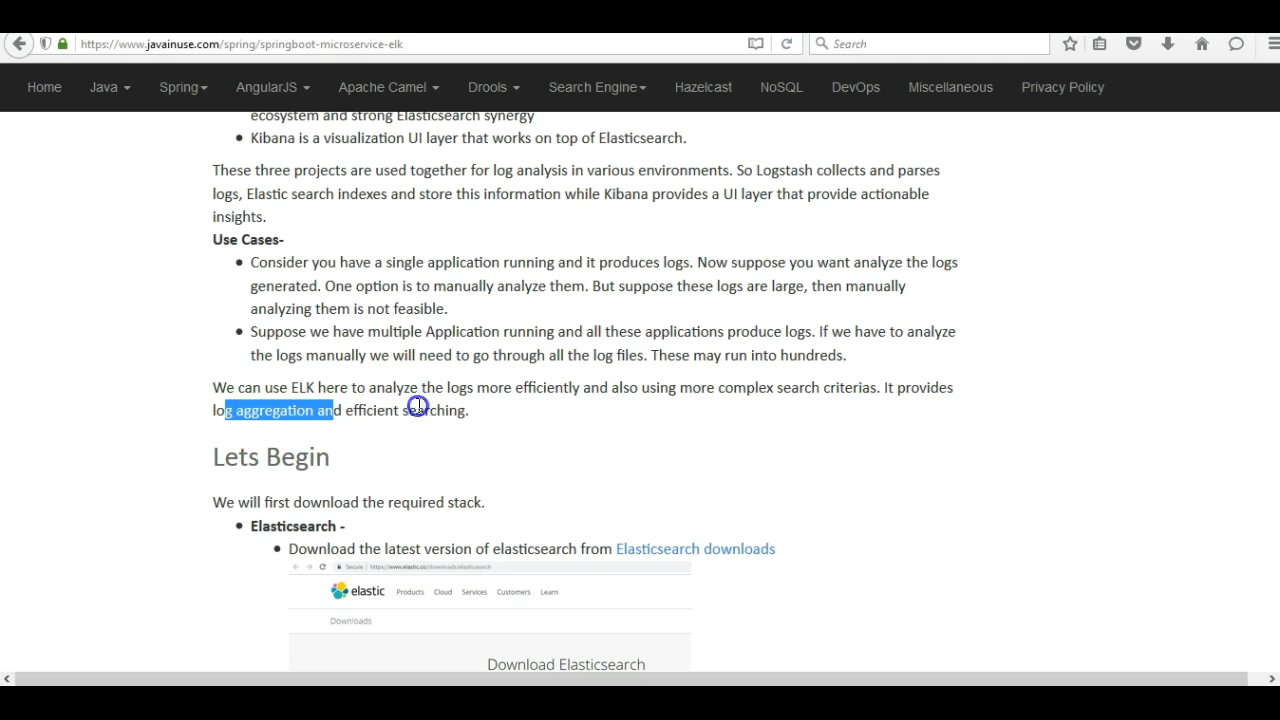 https://www.javainuse.com/spring/springboot-microservice-elk
Search
Home Java Spring AngularJS Apache Camel Drools Search Engine Hazelcast NoSQL DevOps Miscellaneous Privacy Policy
ecosystem and strong Elasticsearch synergy
Kibana is a visualization UI layer that works on top of Elasticsearch.
These three projects are used together for log analysis in various environments. So Logstash collects and parses
logs, Elastic search indexes and store this information while Kibana provides a UI layer that provide actionable
insights.
Use Cases-
Consider you have a single application running and it produces logs. Now suppose you want analyze the logs
generated. One option is to manually analyze them. But suppose these logs are large, then manually
analyzing them is not feasible.
Suppose we have multiple Application running and all these applications produce logs. If we have to analyze
the logs manually we will need to go through all the log files. These may run into hundreds.
We can use ELK here to analyze the logs more efficiently and also using more complex search criterias. It provides
log aggregation and efficient searching.
Lets Begin
We will first download the required stack.
Elasticsearch -
Download the latest version of elasticsearch from Elasticsearch downloads
Secure https://www.elastic.co/downloads/elasticsearch
elastic Products Cloud Services Customers Learn
Downloads
Download Elasticsearch